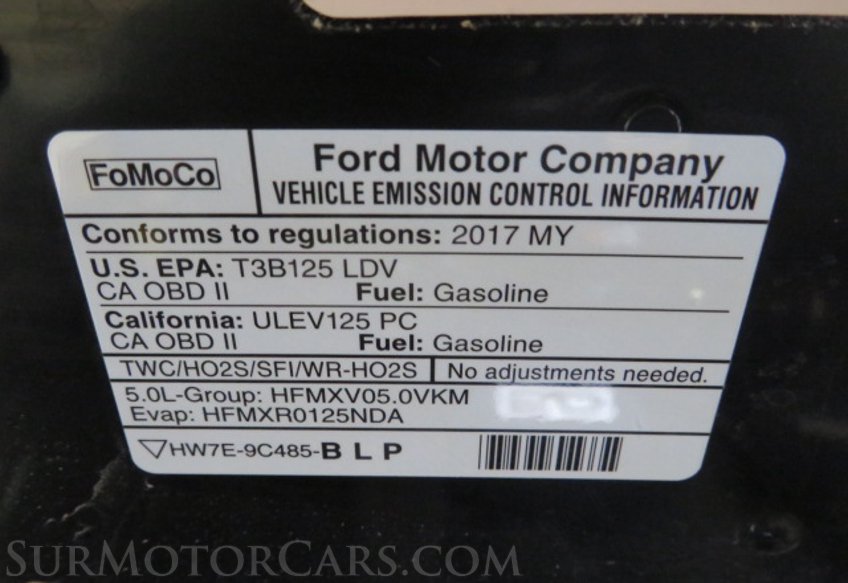 FoMoCo
Ford Motor Company
VEHICLE EMISSION CONTROL INFORMATION
Conforms to regulations: 2017 MY
U.S. EPA: T3B125 LDV
CA OBD II Fuel: Gasoline
California: ULEV125 PC
CA OBD II Fuel: Gasoline
TWC/HO2S/SFI/WR-HO2S No adjustments needed.
5.0L-Group: HFMXV05.0VKM
Evap: HFMXR0125NDA
▽HW7E-9C485-B L P
SurMotorCars.com